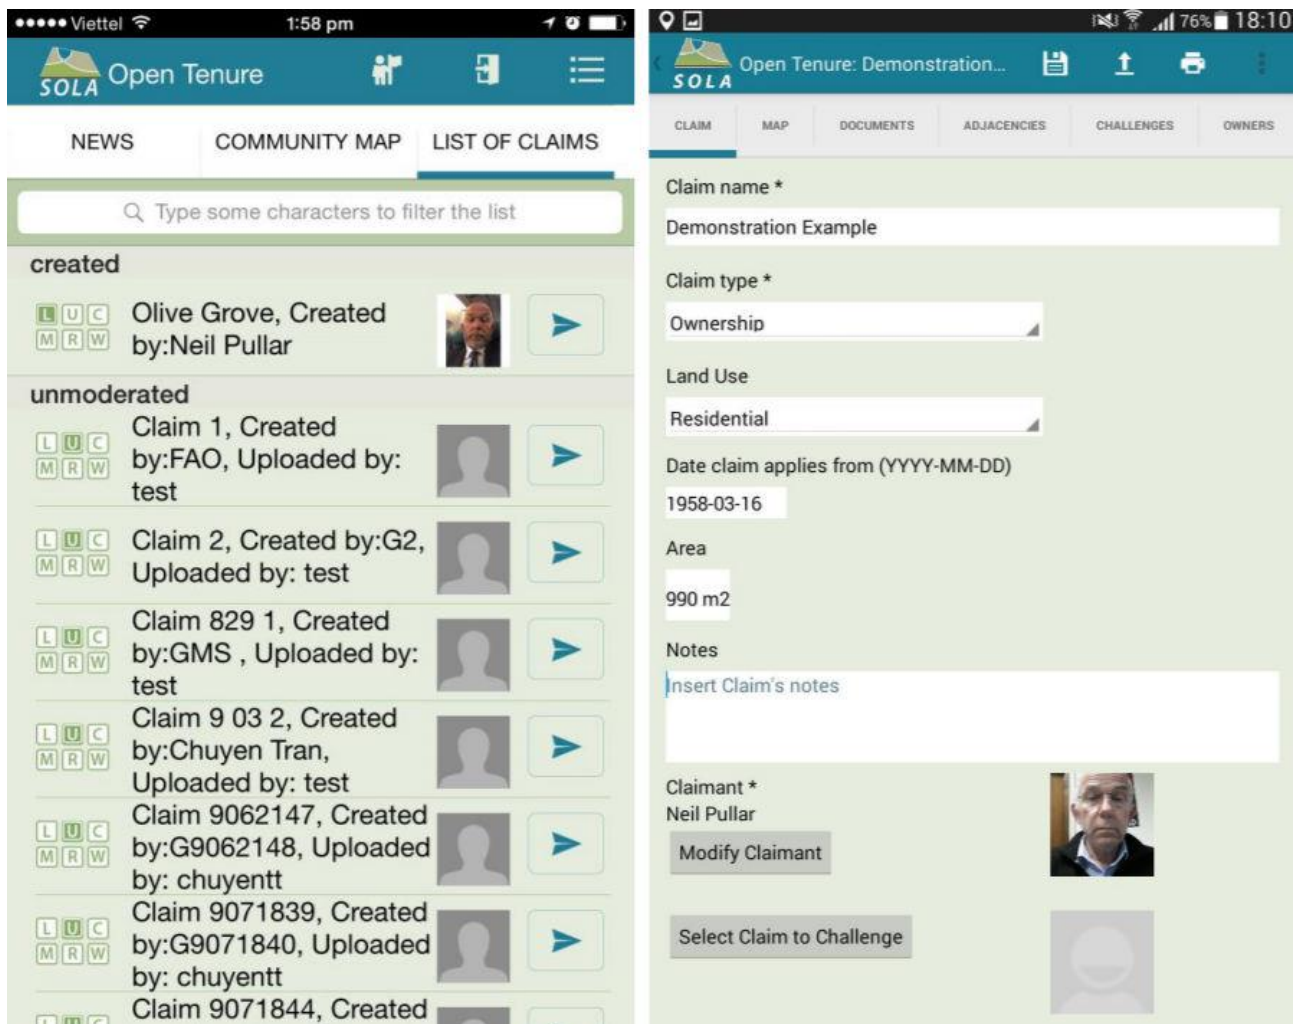 Viettel 1:58 pm
SOLA Open Tenure
NEWS COMMUNITY MAP LIST OF CLAIMS
Type some characters to filter the list
created
L U C
M R W
Olive Grove, Created
by:Neil Pullar
unmoderated
L U C
M R W
Claim 1, Created
by:FAO, Uploaded by:
test
L U C
M R W
Claim 2, Created by:G2,
Uploaded by: test
L U C
M R W
Claim 829 1, Created
by:GMS , Uploaded by:
test
L U C
M R W
Claim 9 03 2, Created
by:Chuyen Tran,
Uploaded by: test
L U C
M R W
Claim 9062147, Created
by:G9062148, Uploaded
by: chuyentt
L U C
M R W
Claim 9071839, Created
by:G9071840, Uploaded
by: chuyentt
L U C
Claim 9071844, Created
76% 18:10
SOLA Open Tenure: Demonstration...
CLAIM MAP DOCUMENTS ADJACENCIES CHALLENGES OWNERS
Claim name *
Demonstration Example
Claim type *
Ownership
Land Use
Residential
Date claim applies from (YYYY-MM-DD)
1958-03-16
Area
990 m2
Notes
Insert Claim's notes
Claimant *
Neil Pullar
Modify Claimant
Select Claim to Challenge